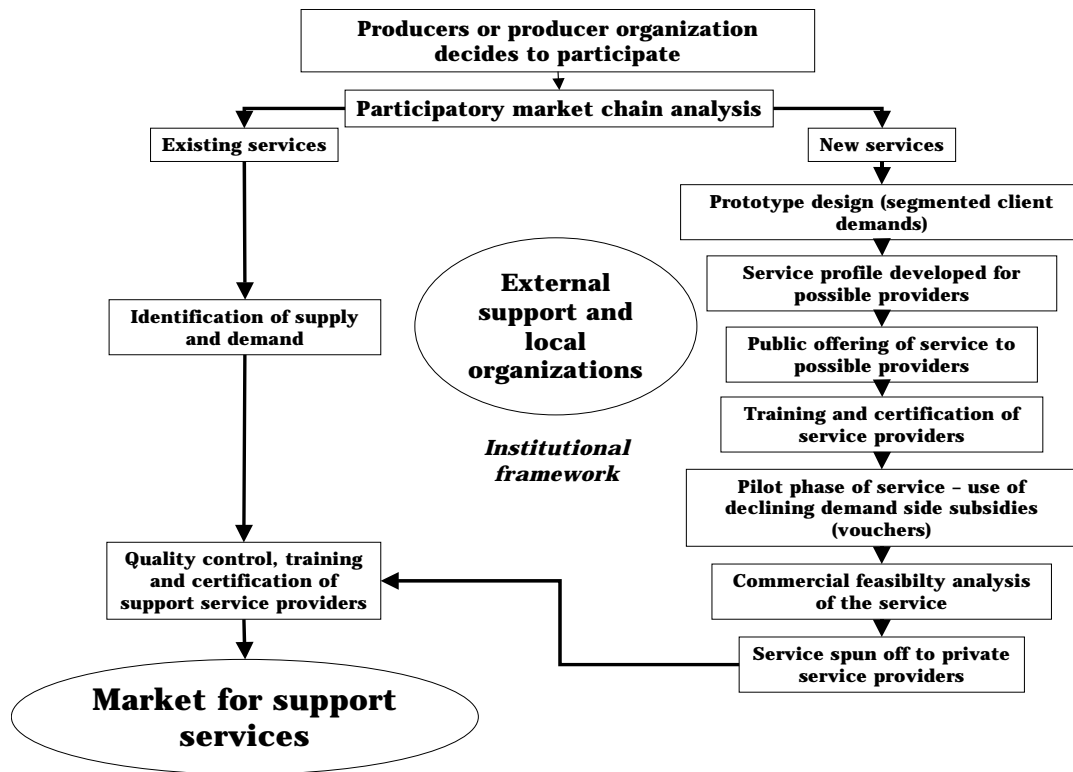 Producers or producer organization
decides to participate
Participatory market chain analysis
Existing services
New services
Prototype design (segmented client
demands)
Service profile developed for
possible providers
External
support and
local
organizations
Identification of supply
and demand
Public offering of service to
possible providers
Training and certification of
service providers
Institutional
framework
Pilot phase of service – use of
declining demand side subsidies
(vouchers)
Quality control, training
and certification of
support service providers
Commercial feasibilty analysis
of the service
Service spun off to private
service providers
Market for support
services